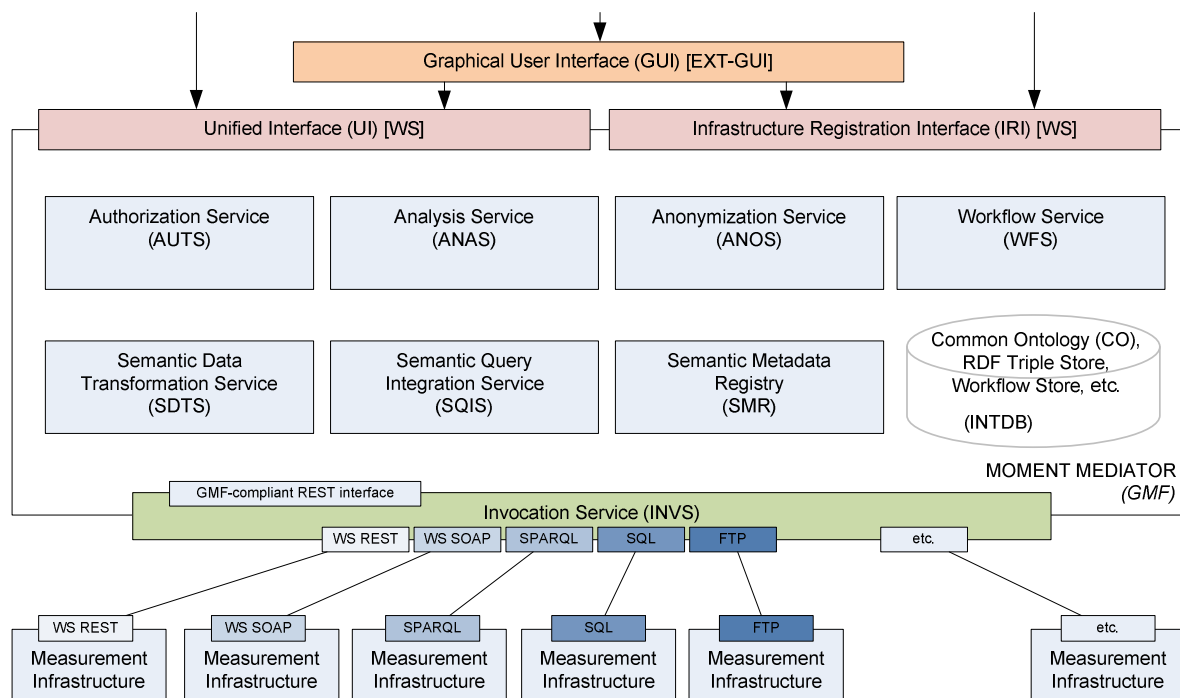 Graphical User Interface (GUI) [EXT-GUI]
Unified Interface (UI) [WS]
Infrastructure Registration Interface (IRI) [WS]
Authorization Service
(AUTS)
Analysis Service
(ANAS)
Anonymization Service
(ANOS)
Workflow Service
(WFS)
Semantic Data
Transformation Service
(SDTS)
Semantic Query
Integration Service
(SQIS)
Semantic Metadata
Registry
(SMR)
Common Ontology (CO),
RDF Triple Store,
Workflow Store, etc.
(INTDB)
MOMENT MEDIATOR
(GMF)
GMF-compliant REST interface
Invocation Service (INVS)
WS REST
WS SOAP
SPARQL
SQL
FTP
etc.
WS REST
Measurement
Infrastructure
WS SOAP
Measurement
Infrastructure
SPARQL
Measurement
Infrastructure
SQL
Measurement
Infrastructure
FTP
Measurement
Infrastructure
etc.
Measurement
Infrastructure